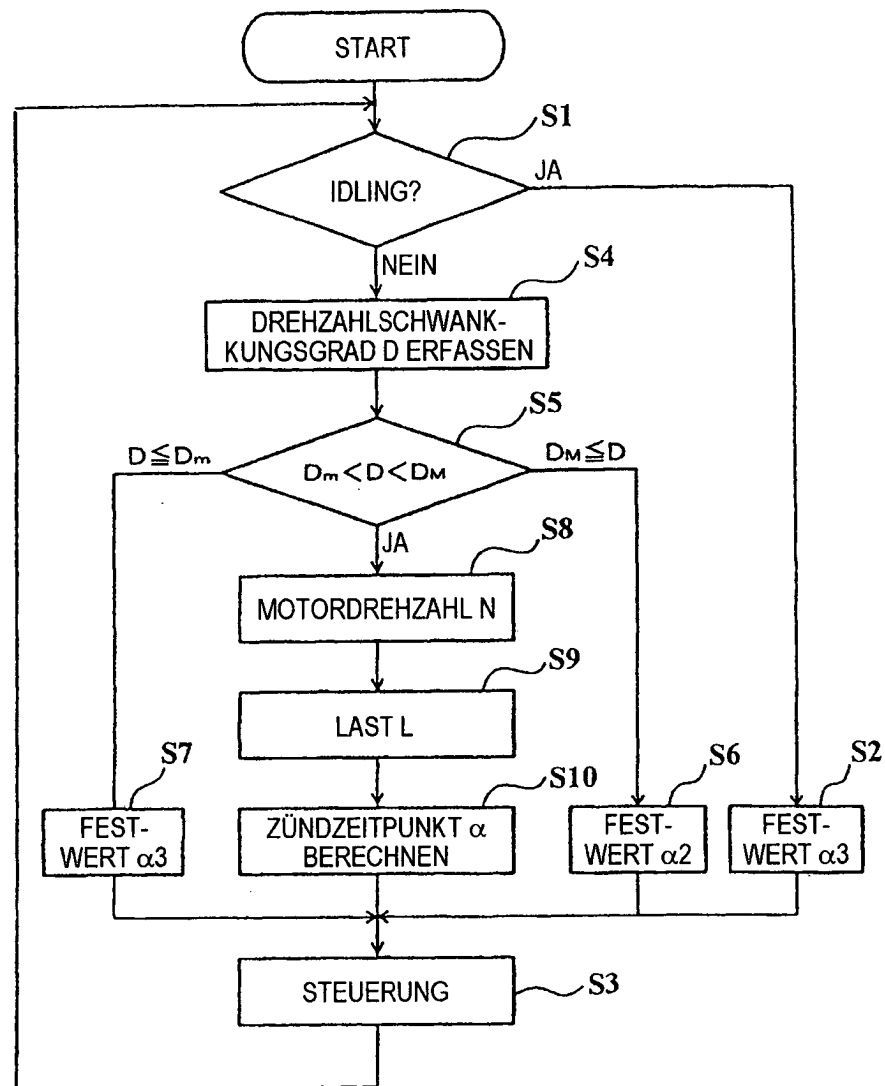 START
S1
IDLING?
JA
NEIN
S4
DREHZAHLSCHWANK-
KUNGSGRAD D ERFASSEN
S5
D≦Dm
Dm<D<DM
DM≦D
JA
S8
MOTORDREHZAHL N
S9
LAST L
S7
FEST-
WERT α3
S10
ZÜNDZEITPUNKT α
BERECHNEN
S6
FEST-
WERT α2
S2
FEST-
WERT α3
STEUERUNG
S3